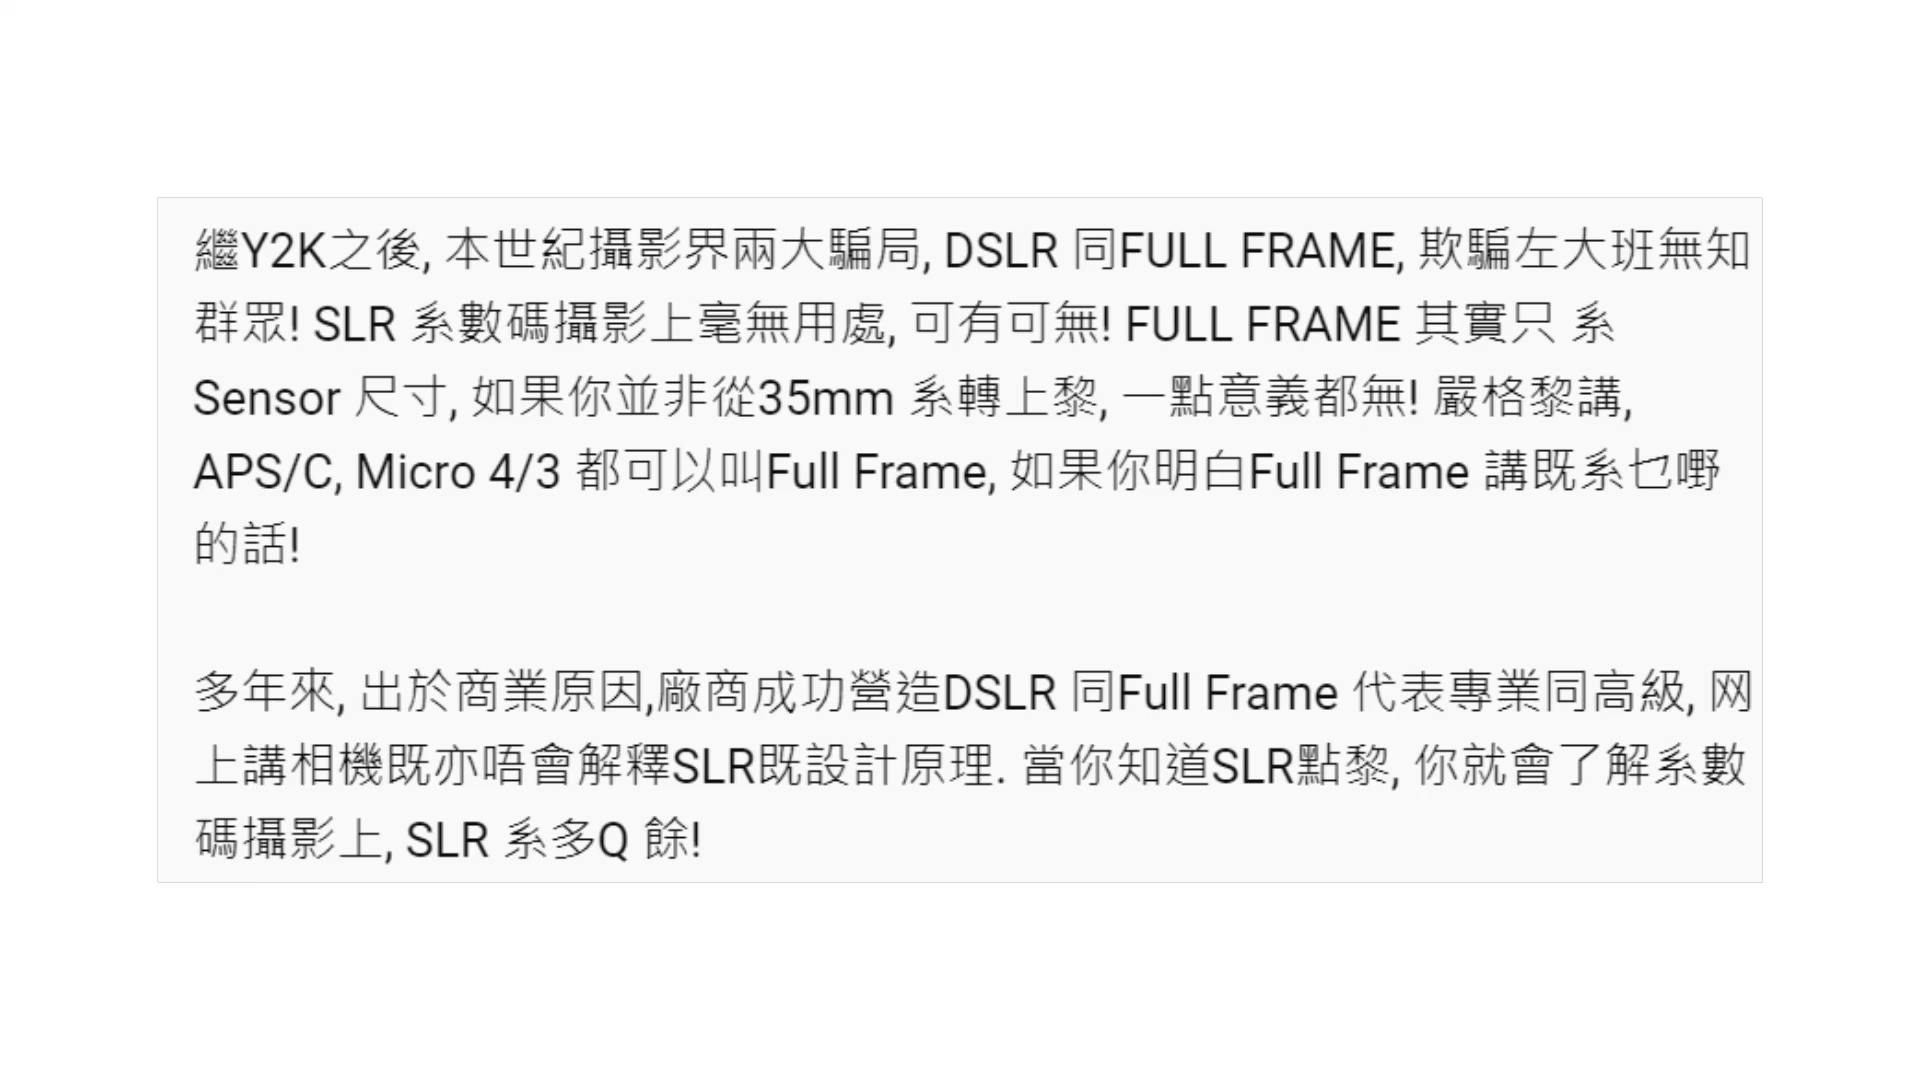 繼Y2K之後, 本世紀攝影界兩大騙局, DSLR 同FULL FRAME, 欺騙左大班無知
群眾! SLR 系數碼攝影上毫無用處, 可有可無! FULL FRAME 其實只 系
Sensor 尺寸, 如果你並非從35mm 系轉上黎, 一點意義都無! 嚴格黎講,
APS/C, Micro 4/3 都可以叫Full Frame, 如果你明白Full Frame 講既系乜嘢
的話!
多年來, 出於商業原因,廠商成功營造DSLR 同Full Frame 代表專業同高級, 网
上講相機既亦唔會解釋SLR既設計原理. 當你知道SLR點黎, 你就會了解系數
碼攝影上, SLR 系多Q 餘!